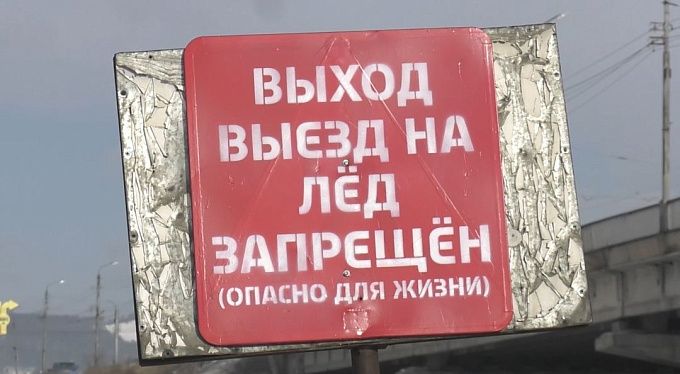 ВЫХОД
ВЫЕЗД НА
ЛЁД
ЗАПРЕЩЁН
(ОПАСНО ДЛЯ ЖИЗНИ)